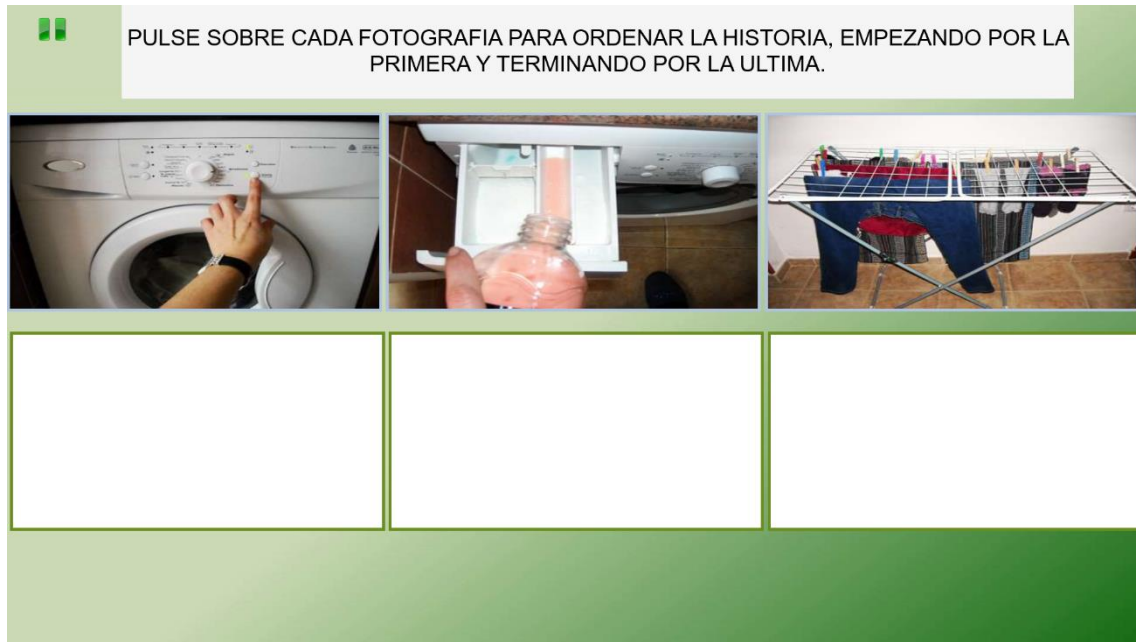 PULSE SOBRE CADA FOTOGRAFIA PARA ORDENAR LA HISTORIA, EMPEZANDO POR LA
PRIMERA Y TERMINANDO POR LA ULTIMA.